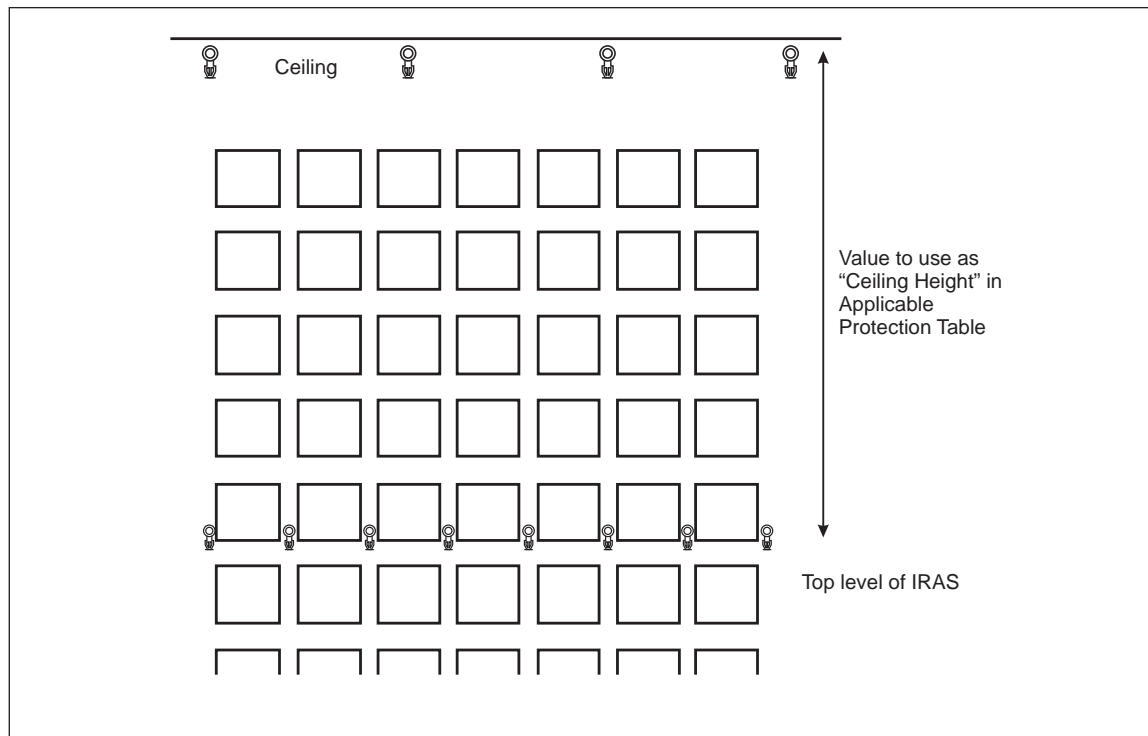 Ceiling
Value to use as
“Ceiling Height” in
Applicable
Protection Table
Top level of IRAS